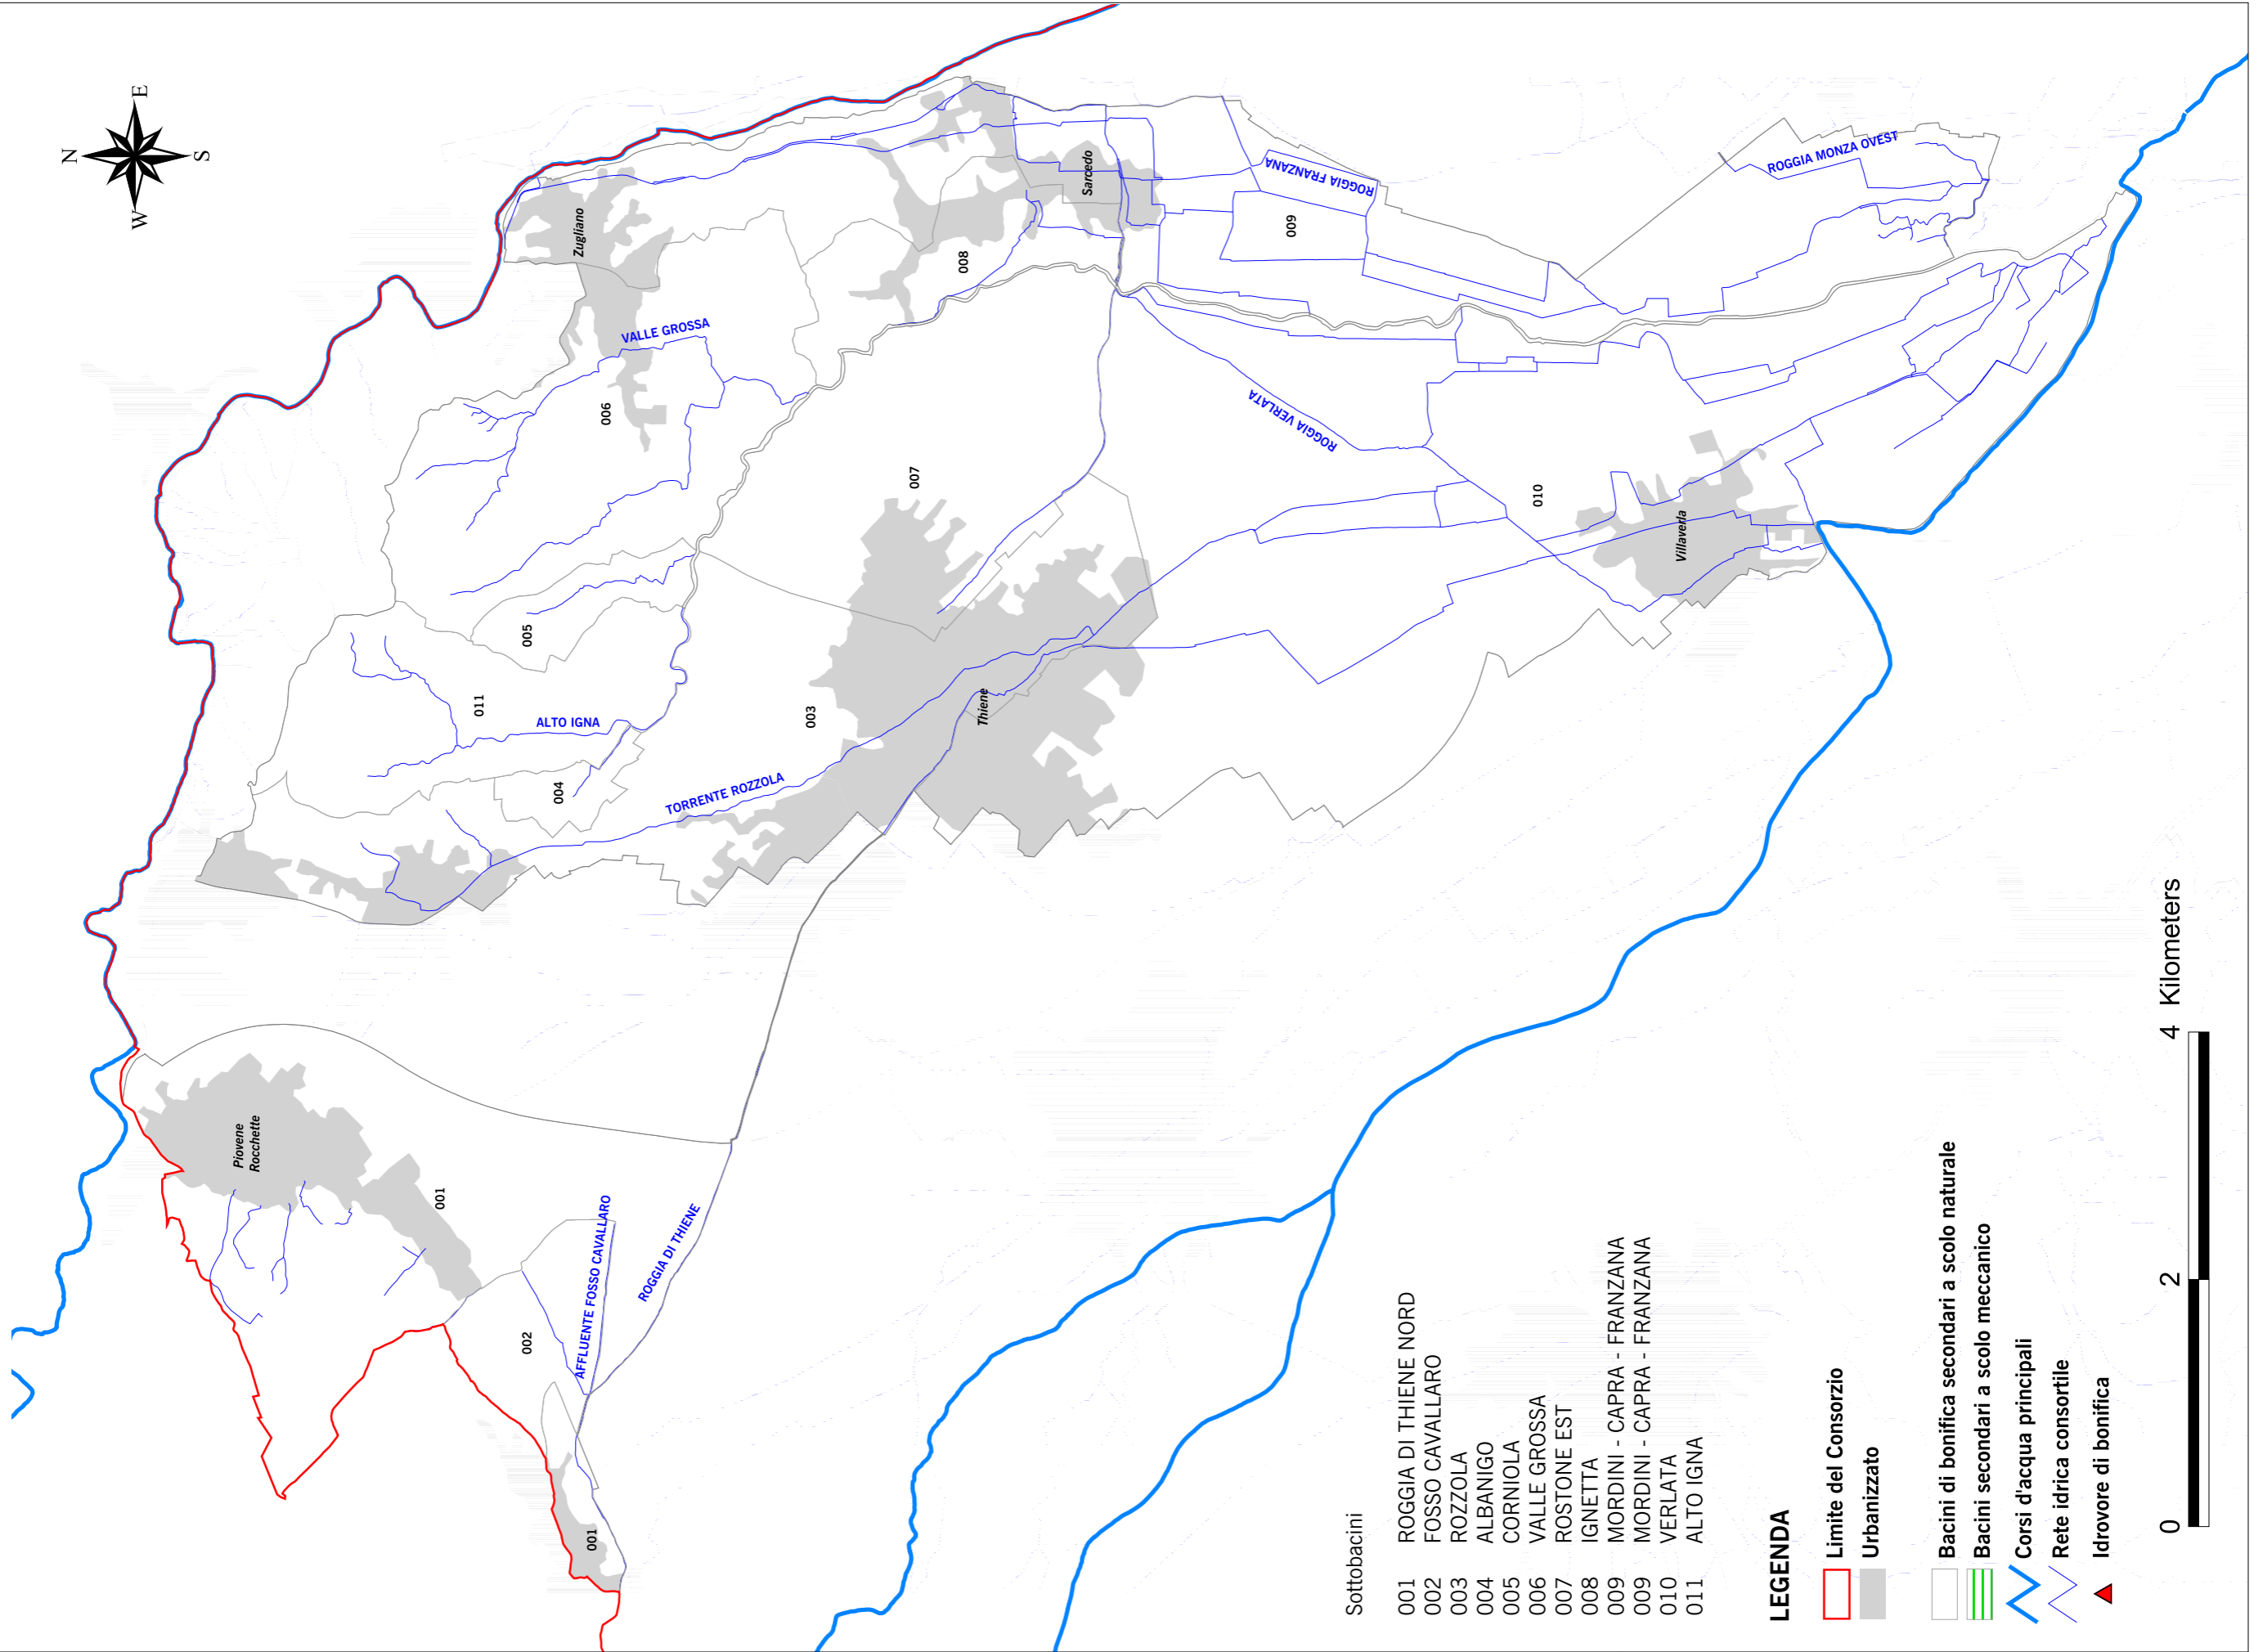 N
E
S
W
Piovene
Rocchette
001
001
002
AFFLUENTE FOSSO CAVALLARO
ROGGIA DI THIENE
004
ALTO IGNA
011
005
TORRENTE ROZZOLA
003
Thiene
006
VALLE GROSSA
Zugliano
007
008
Sarcedo
ROGGIA FRANZANA
009
ROGGIA VERLATA
010
Villaverla
ROGGIA MONZA OVEST
Sottobacini
001 ROGGIA DI THIENE NORD
002 FOSSO CAVALLARO
003 ROZZOLA
004 ALBANIGO
005 CORNIOLA
006 VALLE GROSSA
007 ROSTONE EST
008 IGNETTA
009 MORDINI - CAPRA - FRANZANA
009 MORDINI - CAPRA - FRANZANA
010 VERLATA
011 ALTO IGNA
LEGENDA
Limite del Consorzio
Urbanizzato
Bacini di bonifica secondari a scolo naturale
Bacini secondari a scolo meccanico
Corsi d'acqua principali
Rete idrica consortile
Idrovore di bonifica
0 2 4 Kilometers